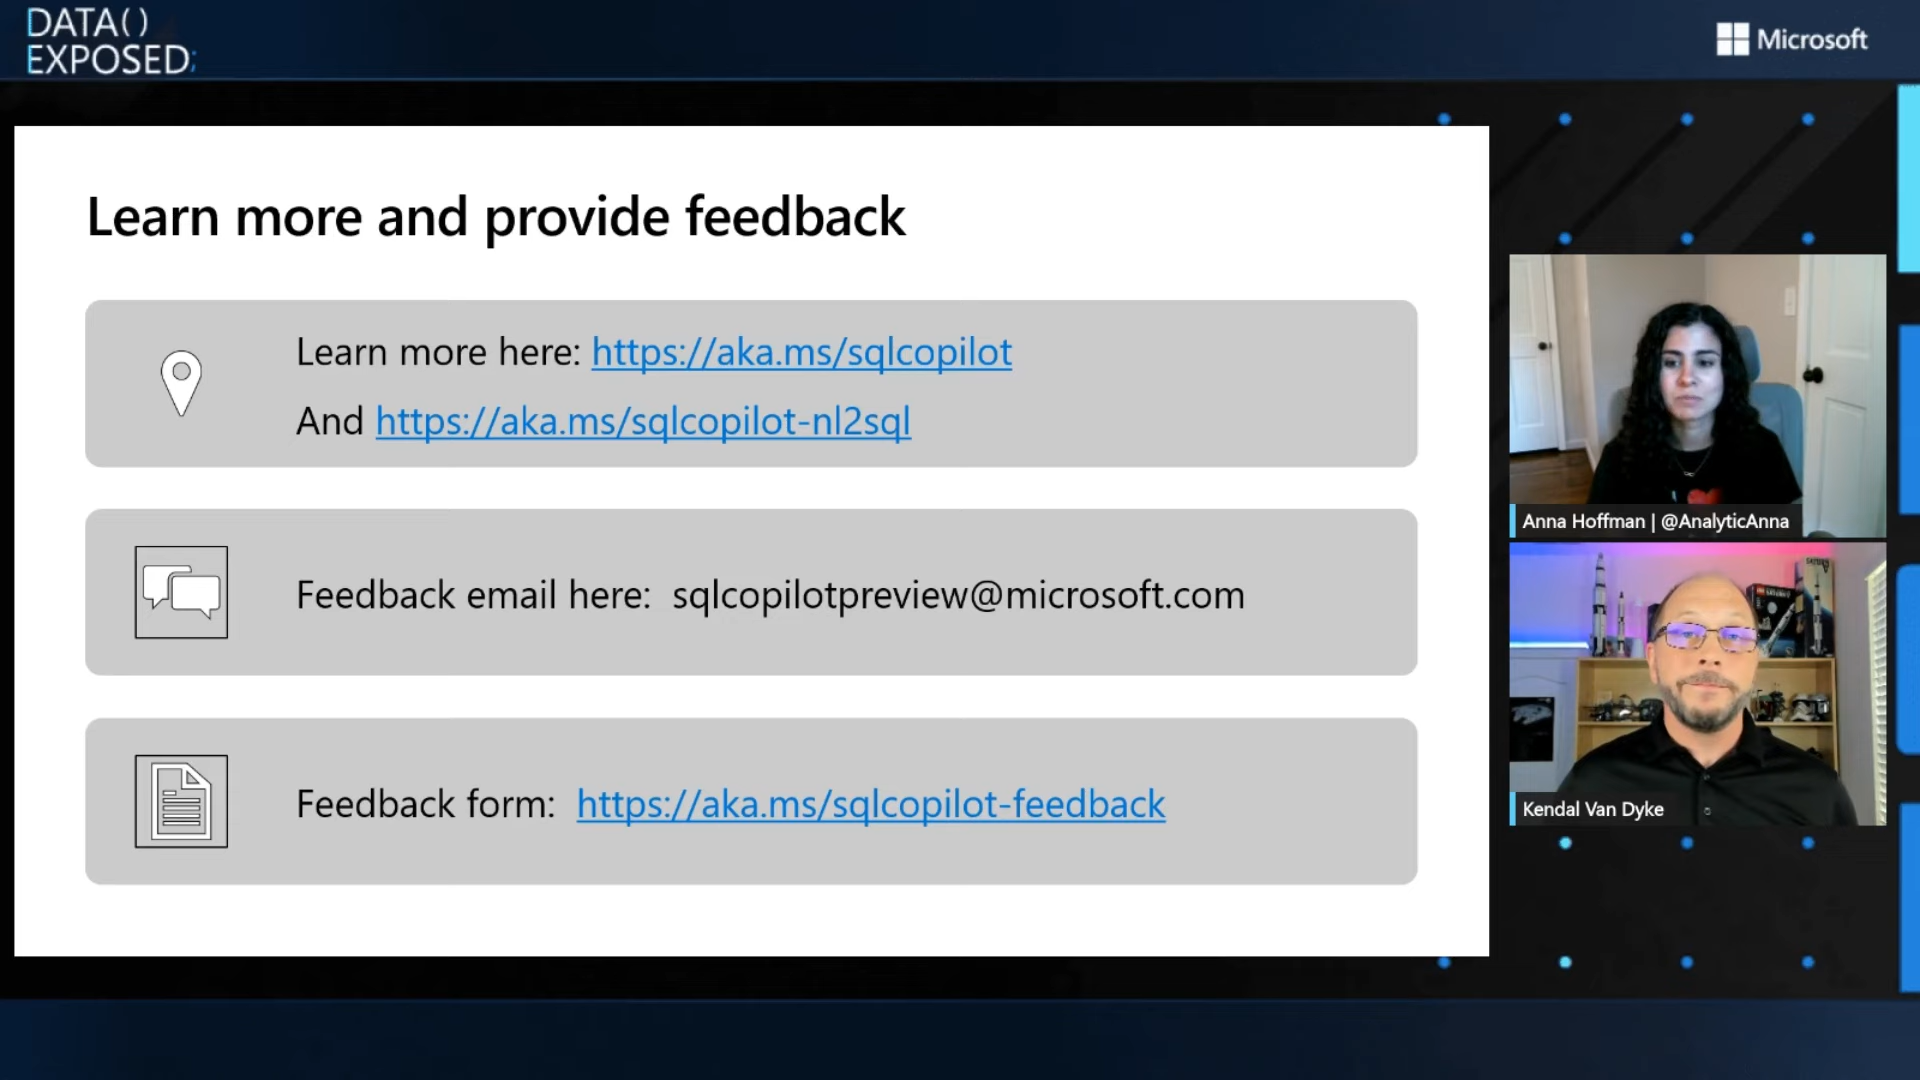 DATA()
EXPOSED;
Microsoft
Learn more and provide feedback
Learn more here: https://aka.ms/sqlcopilot
And https://aka.ms/sqlcopilot-nl2sql
Feedback email here: sqlcopilotpreview@microsoft.com
Feedback form: https://aka.ms/sqlcopilot-feedback
Anna Hoffman | @AnalyticAnna
Kendal Van Dyke